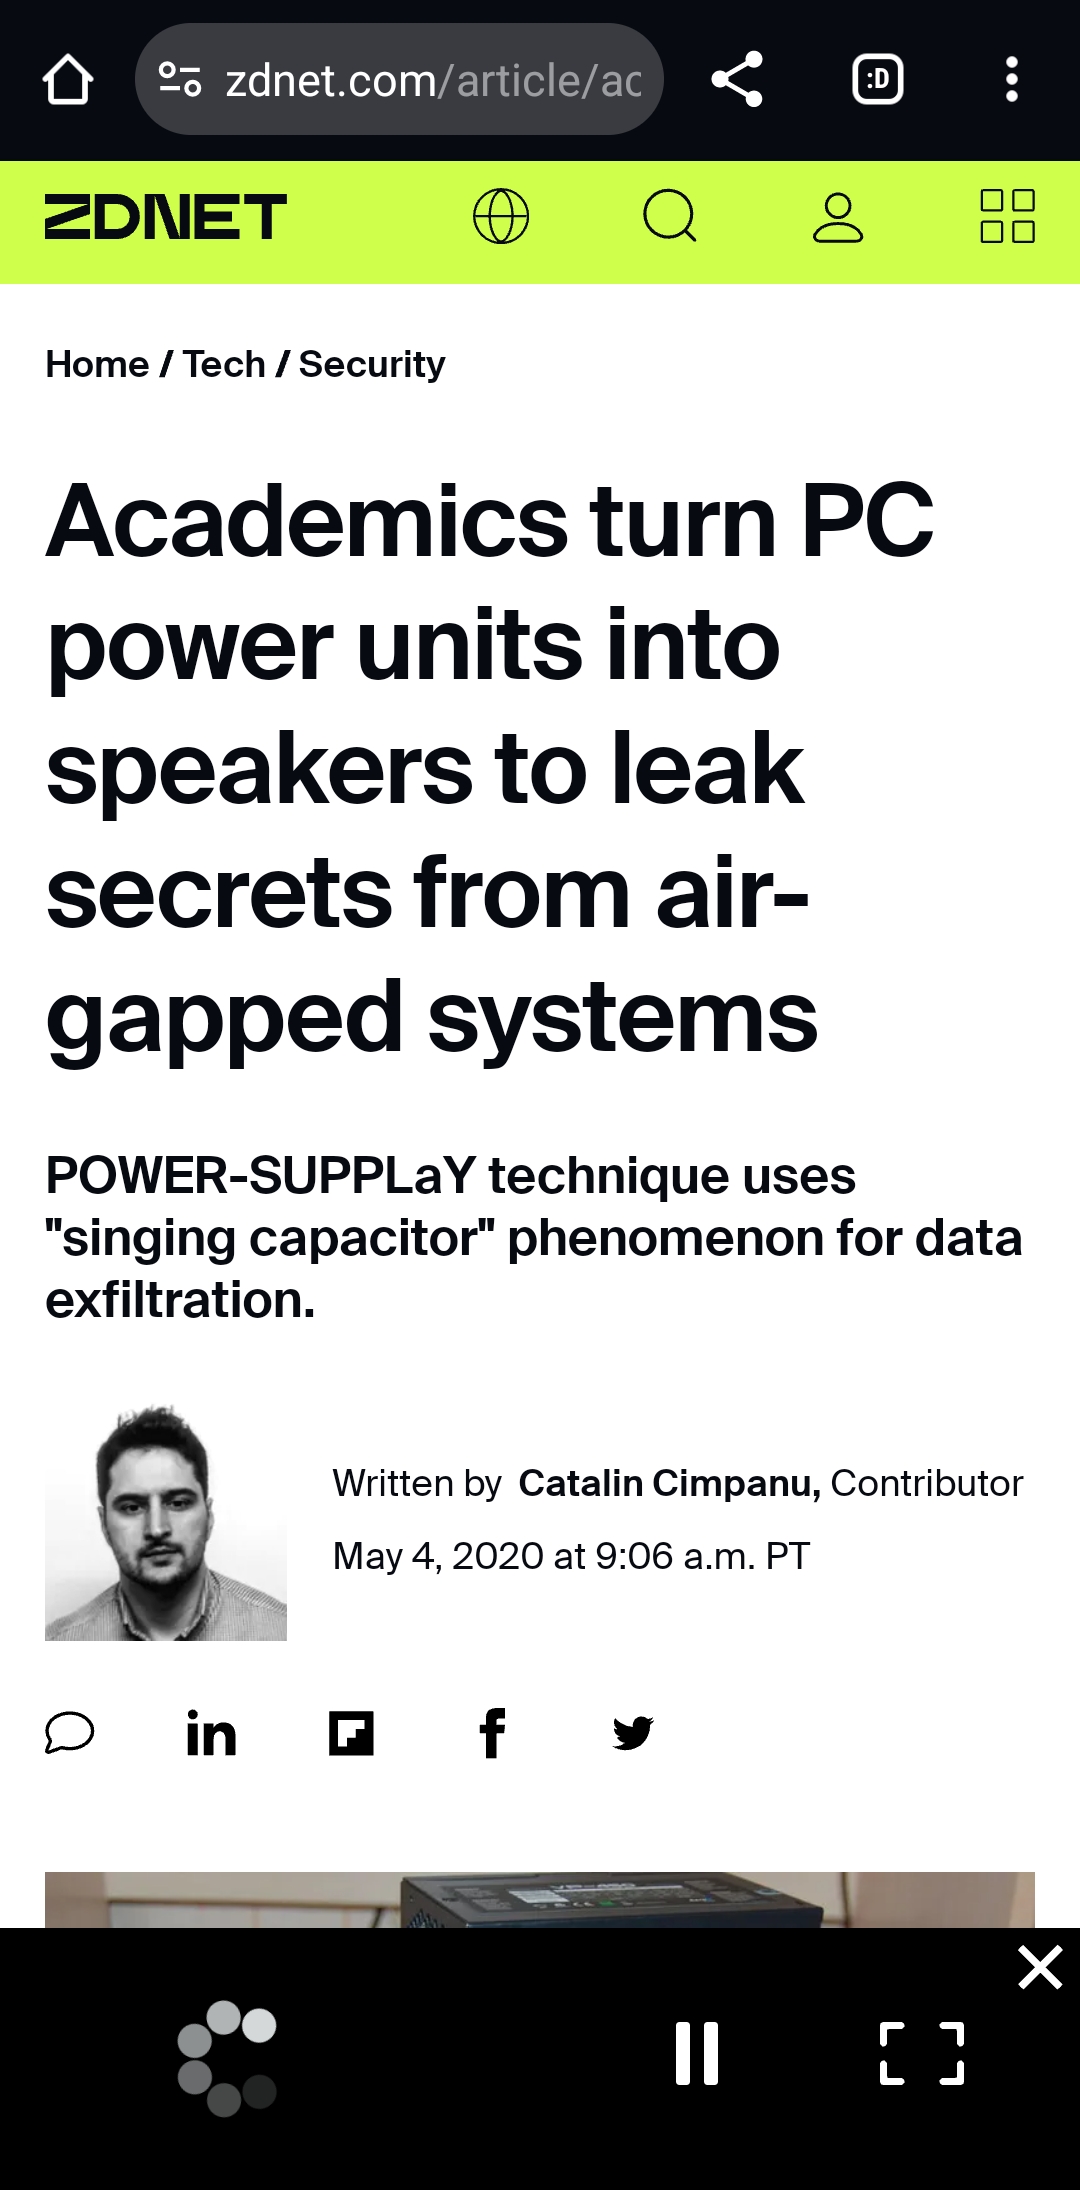 zdnet.com/article/ac
:D
ZDNET
Home / Tech / Security
Academics turn PC
power units into
speakers to leak
secrets from air-
gapped systems
POWER-SUPPLaY technique uses
"singing capacitor" phenomenon for data
exfiltration.
Written by Catalin Cimpanu, Contributor
May 4, 2020 at 9:06 a.m. PT